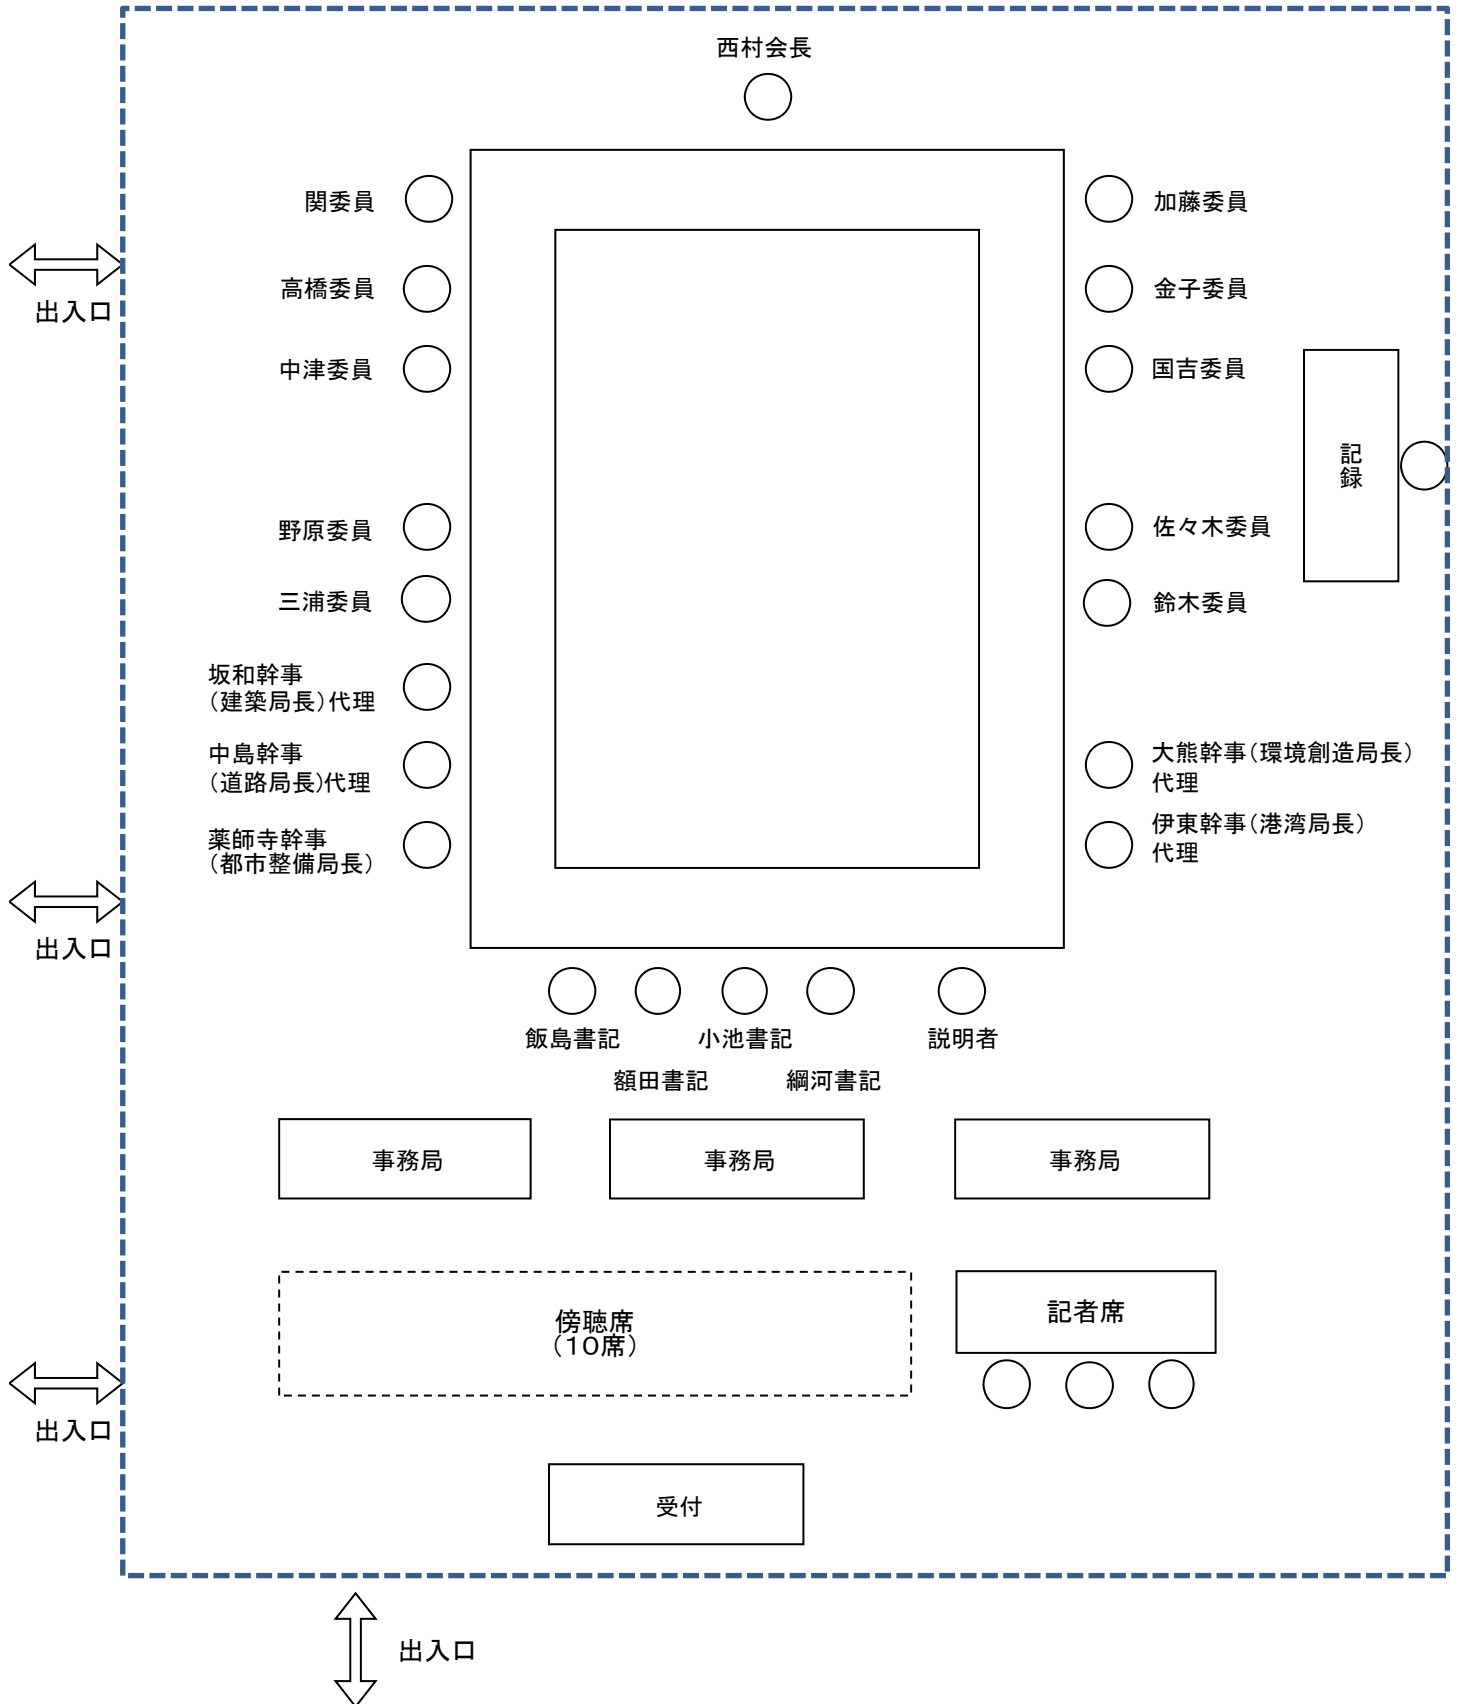 西村会長
関委員
加藤委員
高橋委員
金子委員
出入口
中津委員
国吉委員
記録
野原委員
佐々木委員
三浦委員
鈴木委員
坂和幹事
（建築局長）代理
中島幹事
（道路局長）代理
大熊幹事（環境創造局長）
代理
薬師寺幹事
（都市整備局長）
伊東幹事（港湾局長）
代理
出入口
飯島書記
小池書記
説明者
額田書記
綱河書記
事務局
事務局
事務局
傍聴席
（10席）
記者席
出入口
受付
出入口